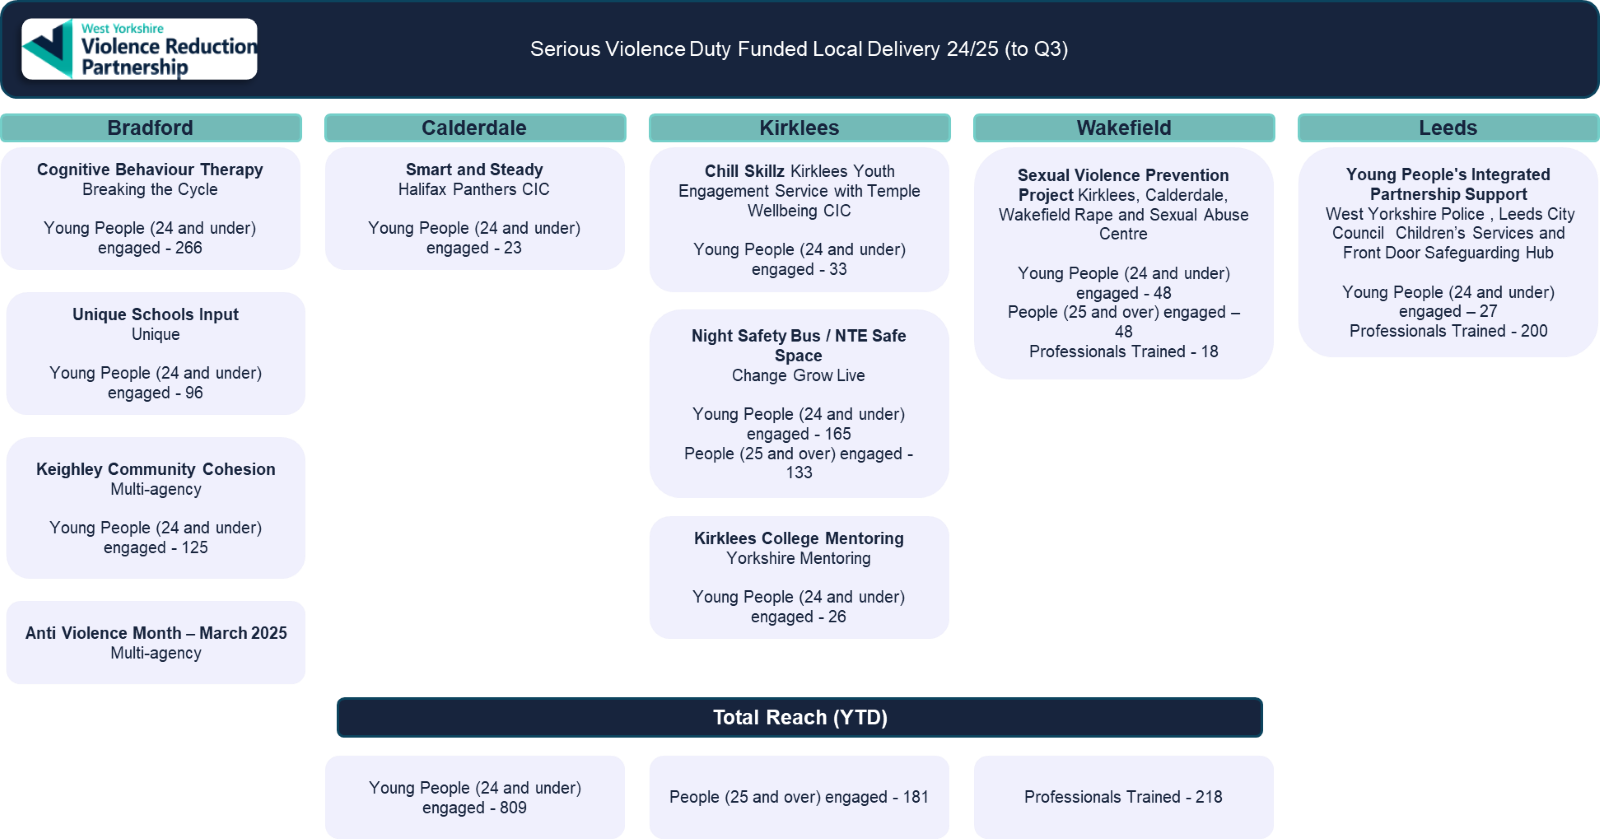 West Yorkshire
Violence Reduction
Partnership
Serious Violence Duty Funded Local Delivery 24/25 (to Q3)
Bradford
Cognitive Behaviour Therapy
Breaking the Cycle
Young People (24 and under)
engaged - 266
Unique Schools Input
Unique
Young People (24 and under)
engaged - 96
Keighley Community Cohesion
Multi-agency
Young People (24 and under)
engaged - 125
Anti Violence Month – March 2025
Multi-agency
Calderdale
Smart and Steady
Halifax Panthers CIC
Young People (24 and under)
engaged - 23
Kirklees
Chill Skillz Kirklees Youth
Engagement Service with Temple
Wellbeing CIC
Young People (24 and under)
engaged - 33
Night Safety Bus / NTE Safe
Space
Change Grow Live
Young People (24 and under)
engaged - 165
People (25 and over) engaged -
133
Kirklees College Mentoring
Yorkshire Mentoring
Young People (24 and under)
engaged - 26
Wakefield
Sexual Violence Prevention
Project Kirklees, Calderdale,
Wakefield Rape and Sexual Abuse
Centre
Young People (24 and under)
engaged - 48
People (25 and over) engaged –
48
Professionals Trained - 18
Leeds
Young People's Integrated
Partnership Support
West Yorkshire Police , Leeds City
Council Children’s Services and
Front Door Safeguarding Hub
Young People (24 and under)
engaged – 27
Professionals Trained - 200
Total Reach (YTD)
Young People (24 and under)
engaged - 809
People (25 and over) engaged - 181
Professionals Trained - 218